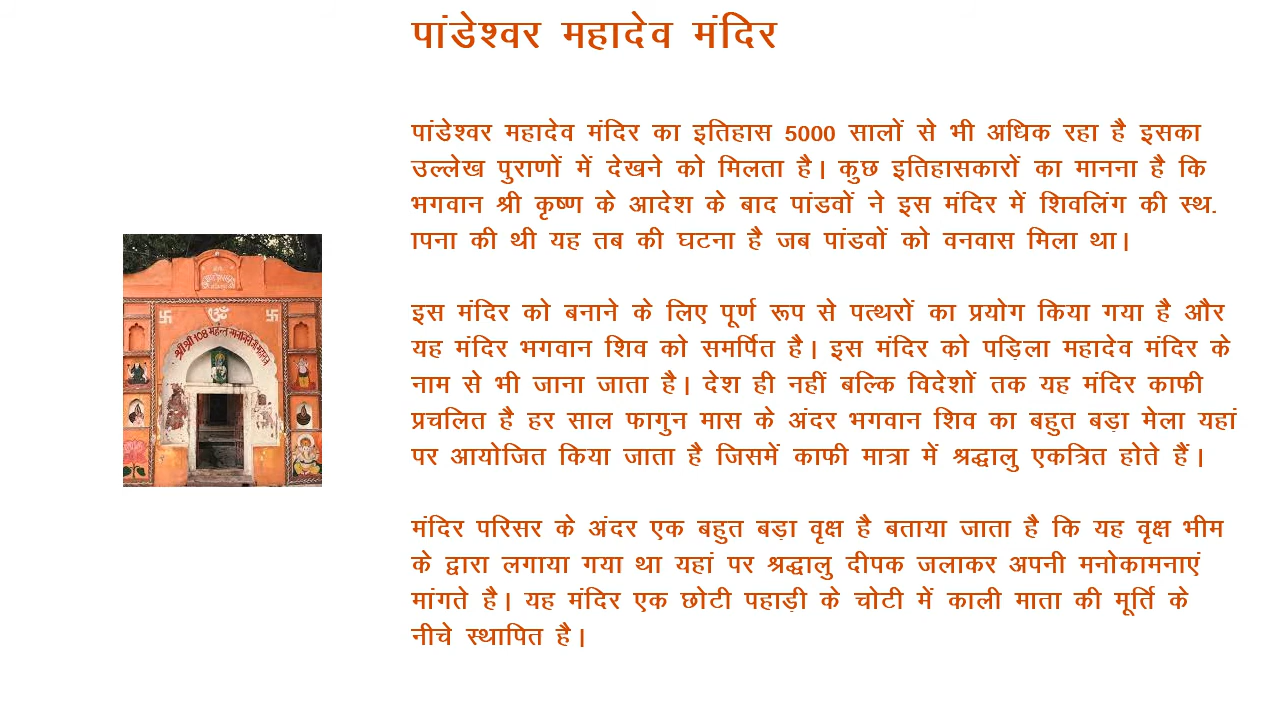 पांडेश्वर महादेव मंदिर
पांडेश्वर महादेव मंदिर का इतिहास 5000 सालों से भी अधिक रहा है इसका
उल्लेख पुराणों में देखने को मिलता है। कुछ इतिहासकारों का मानना है कि
भगवान श्री कृष्ण के आदेश के बाद पांडवों ने इस मंदिर में शिवलिंग की स्थ.
ापना की थी यह तब की घटना है जब पांडवों को वनवास मिला था।
इस मंदिर को बनाने के लिए पूर्ण रूप से पत्थरों का प्रयोग किया गया है और
यह मंदिर भगवान शिव को समर्पित है। इस मंदिर को पड़िला महादेव मंदिर के
नाम से भी जाना जाता है। देश ही नहीं बल्कि विदेशों तक यह मंदिर काफी
प्रचलित है हर साल फागुन मास के अंदर भगवान शिव का बहुत बड़ा मेला यहां
पर आयोजित किया जाता है जिसमें काफी मात्रा में श्रद्धालु एकत्रित होते हैं।
मंदिर परिसर के अंदर एक बहुत बड़ा वृक्ष है बताया जाता है कि यह वृक्ष भीम
के द्वारा लगाया गया था यहां पर श्रद्धालु दीपक जलाकर अपनी मनोकामनाएं
मांगते है। यह मंदिर एक छोटी पहाड़ी के चोटी में काली माता की मूर्ति के
नीचे स्थापित है।
ॐ
श्री श्री 108 महन्त